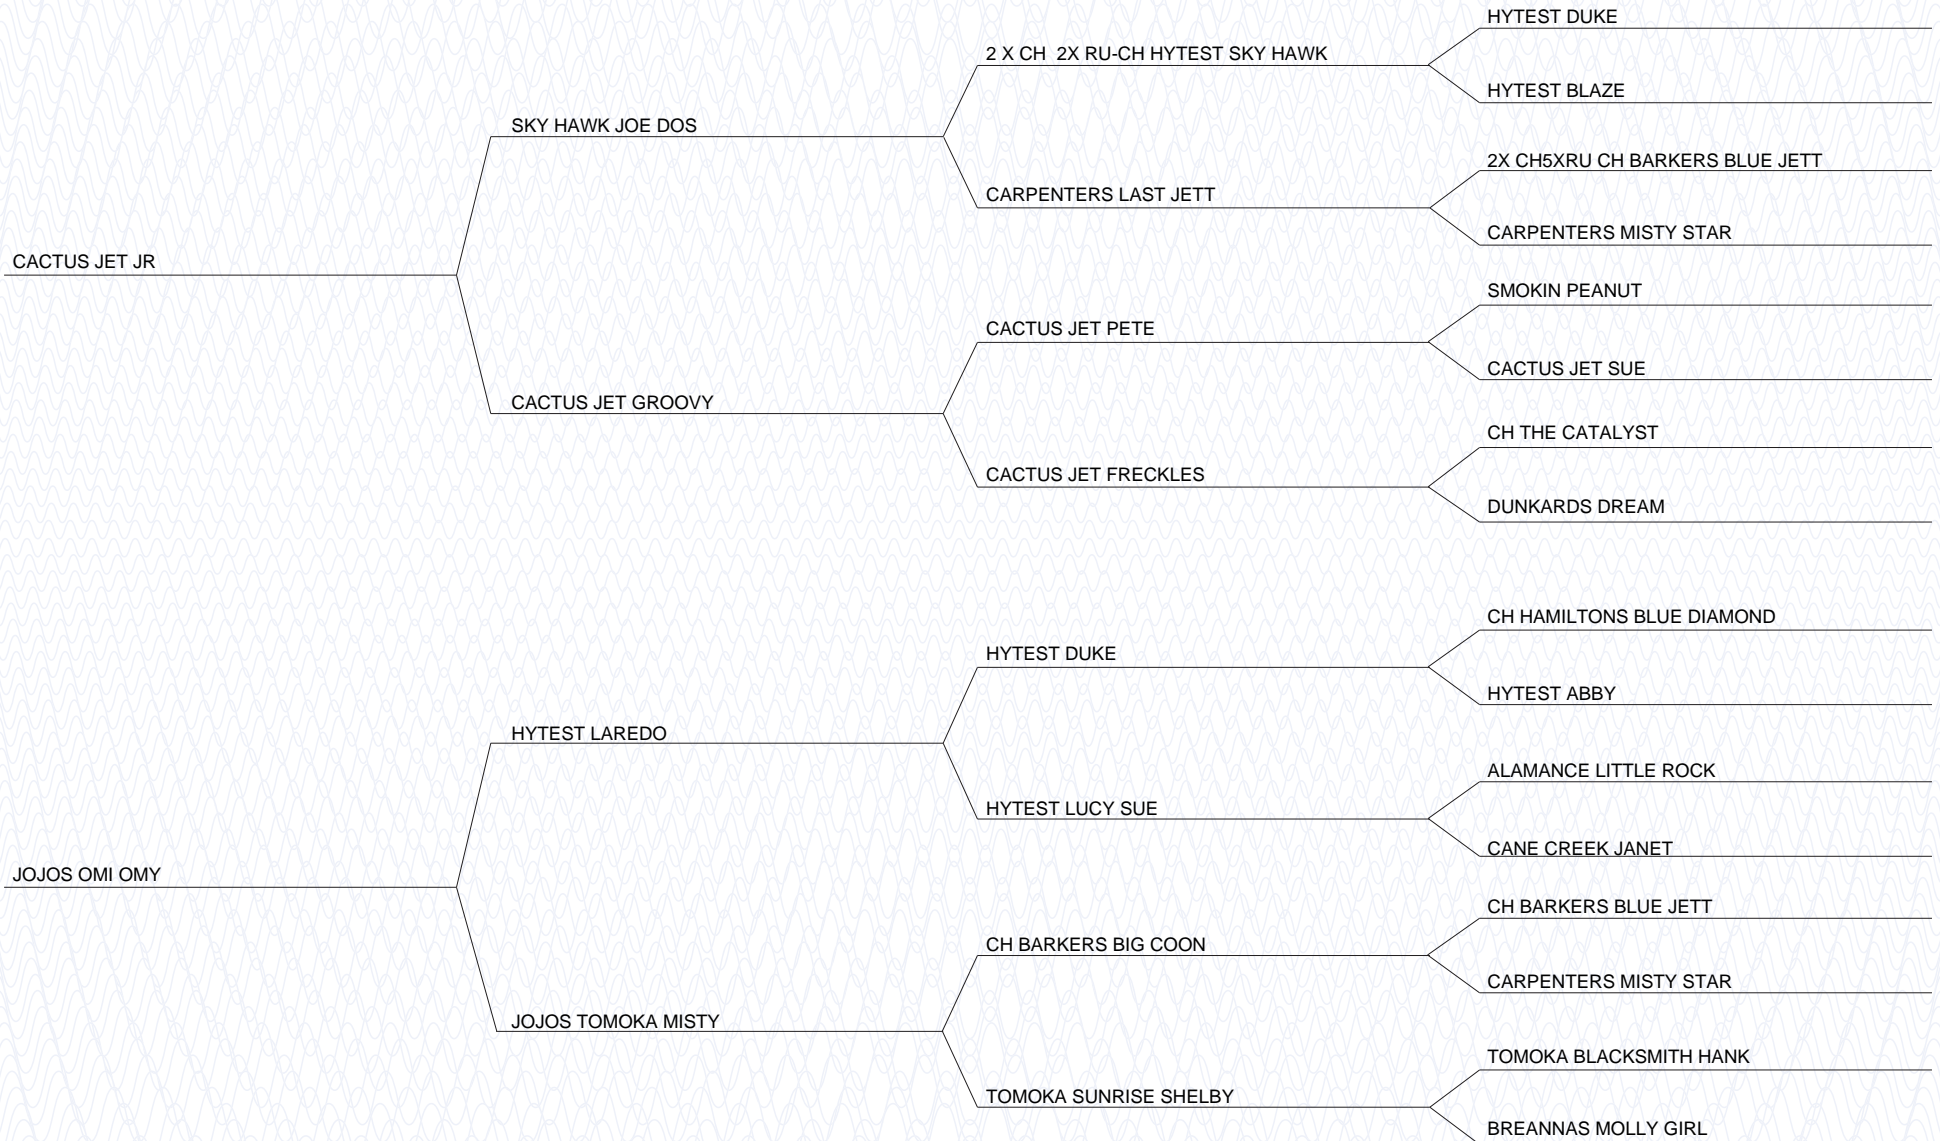 HYTEST DUKE
2 X CH 2X RU-CH HYTEST SKY HAWK
HYTEST BLAZE
SKY HAWK JOE DOS
2X CH5XRU CH BARKERS BLUE JETT
CARPENTERS LAST JETT
CARPENTERS MISTY STAR
CACTUS JET JR
SMOKIN PEANUT
CACTUS JET PETE
CACTUS JET SUE
CACTUS JET GROOVY
CH THE CATALYST
CACTUS JET FRECKLES
DUNKARDS DREAM
CH HAMILTONS BLUE DIAMOND
HYTEST DUKE
HYTEST ABBY
HYTEST LAREDO
ALAMANCE LITTLE ROCK
HYTEST LUCY SUE
CANE CREEK JANET
JOJOS OMI OMY
CH BARKERS BLUE JETT
CH BARKERS BIG COON
CARPENTERS MISTY STAR
JOJOS TOMOKA MISTY
TOMOKA BLACKSMITH HANK
TOMOKA SUNRISE SHELBY
BREANNAS MOLLY GIRL